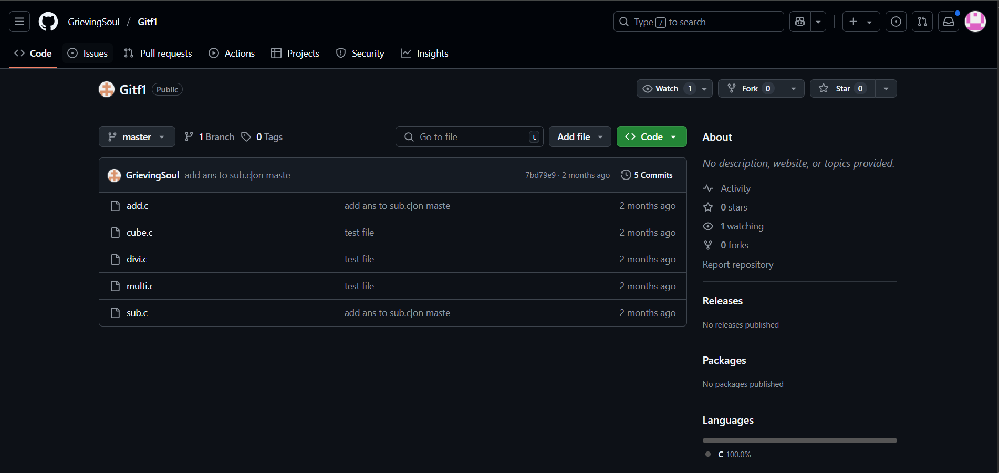 GrievingSoul / Gitf1
Type / to search
Code Issues Pull requests Actions Projects Security Insights
Gitf1 Public
Watch 1 Fork 0 Star 0
master 1 Branch 0 Tags Go to file t Add file Code
GrievingSoul add ans to sub.c|on maste 7bd79e9 · 2 months ago 5 Commits
add.c add ans to sub.c|on maste 2 months ago
cube.c test file 2 months ago
divi.c test file 2 months ago
multi.c test file 2 months ago
sub.c add ans to sub.c|on maste 2 months ago
About
No description, website, or topics provided.
Activity
0 stars
1 watching
0 forks
Report repository
Releases
No releases published
Packages
No packages published
Languages
C 100.0%